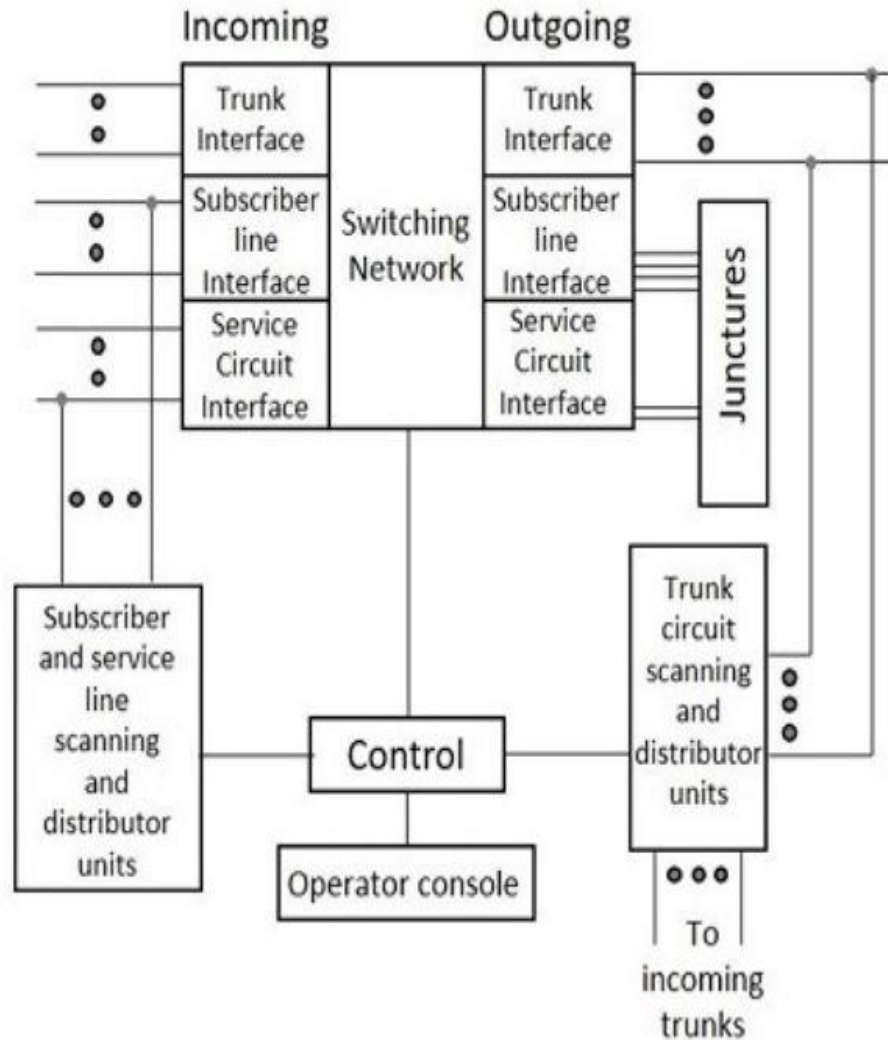 Incoming
Outgoing
Trunk
Interface
Subscriber
line
Interface
Service
Circuit
Interface
Switching
Network
Trunk
Interface
Subscriber
line
Interface
Service
Circuit
Interface
Junctures
Subscriber
and service
line
scanning
and
distributor
units
Control
Operator console
Trunk
circuit
scanning
and
distributor
units
To
incoming
trunks